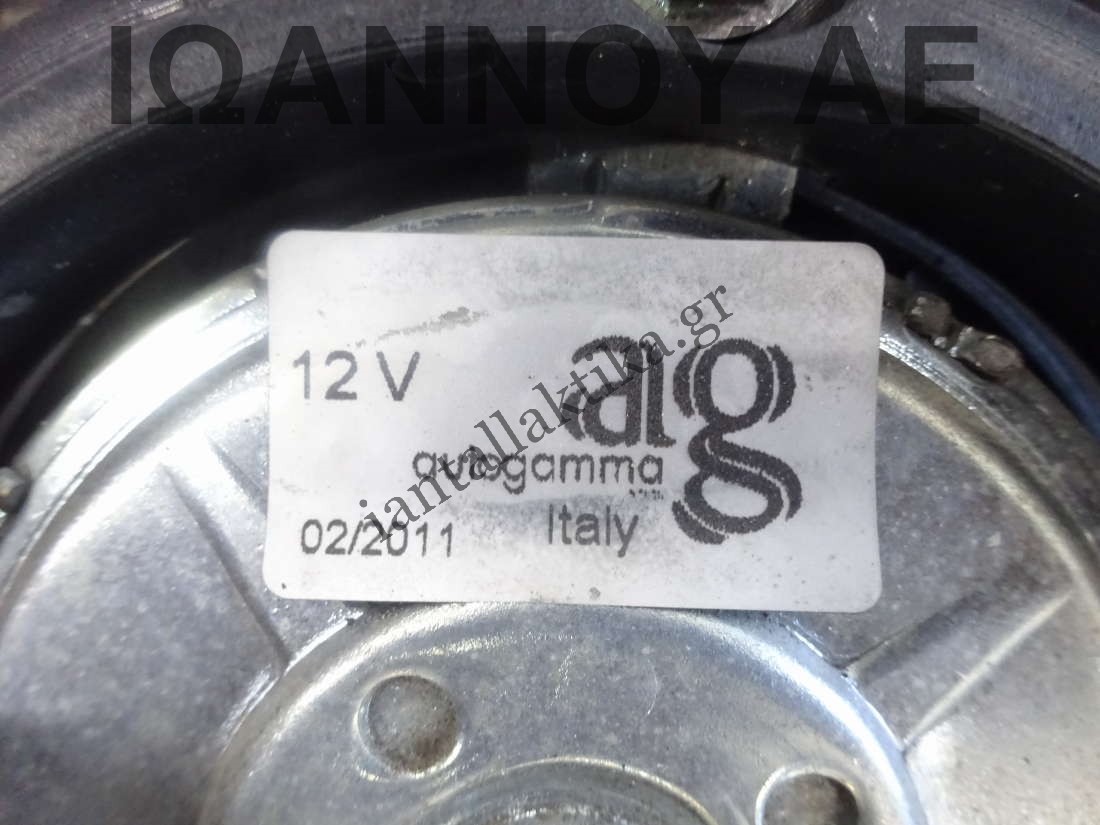 ΙΩΑΝΝΟΥ ΑΕ
12 V
ag
autogamma
02/2011
Italy
iantallaktika.gr